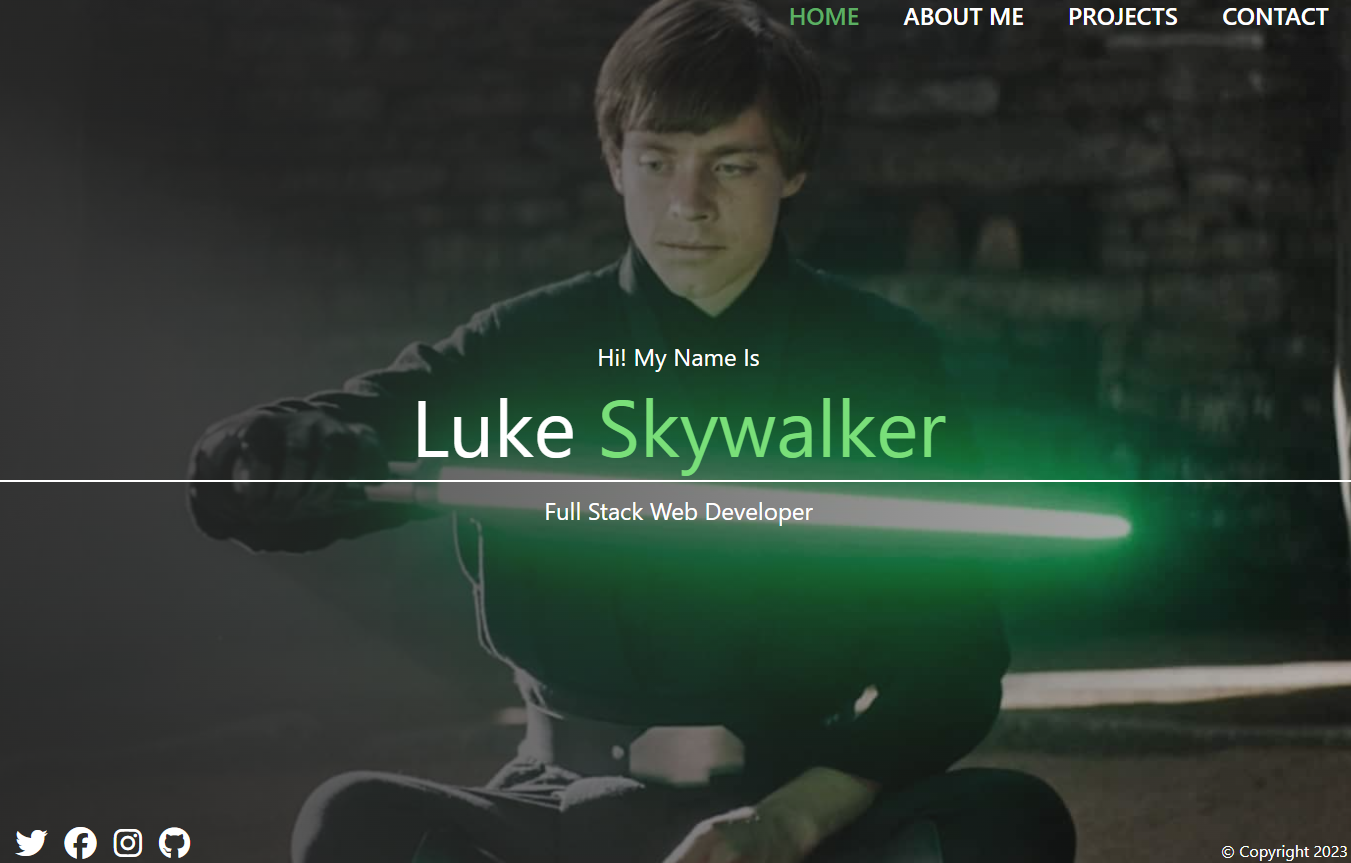 HOME ABOUT ME PROJECTS CONTACT
Hi! My Name Is
Luke Skywalker
Full Stack Web Developer
© Copyright 2023